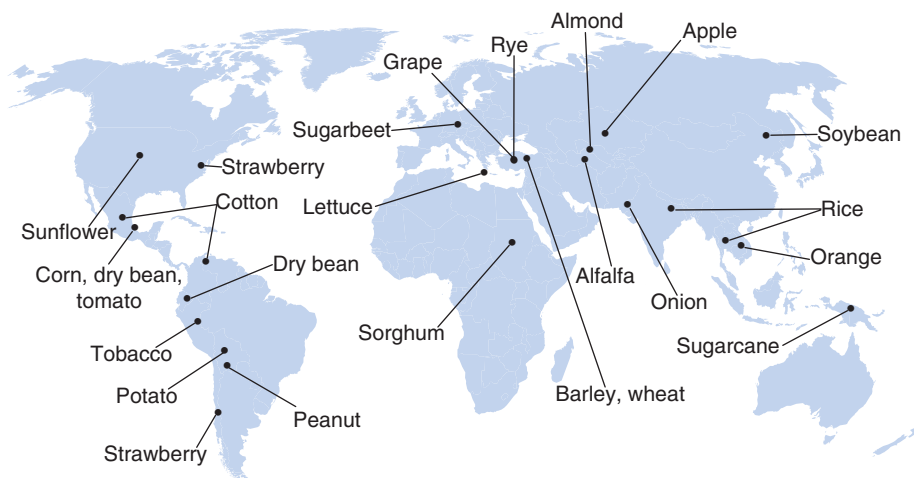 Almond
Apple
Rye
Grape
Sugarbeet
Soybean
Strawberry
Cotton
Lettuce
Rice
Sunflower
Orange
Dry bean
Corn, dry bean,
tomato
Alfalfa
Onion
Sorghum
Sugarcane
Tobacco
Potato
Peanut
Barley, wheat
Strawberry